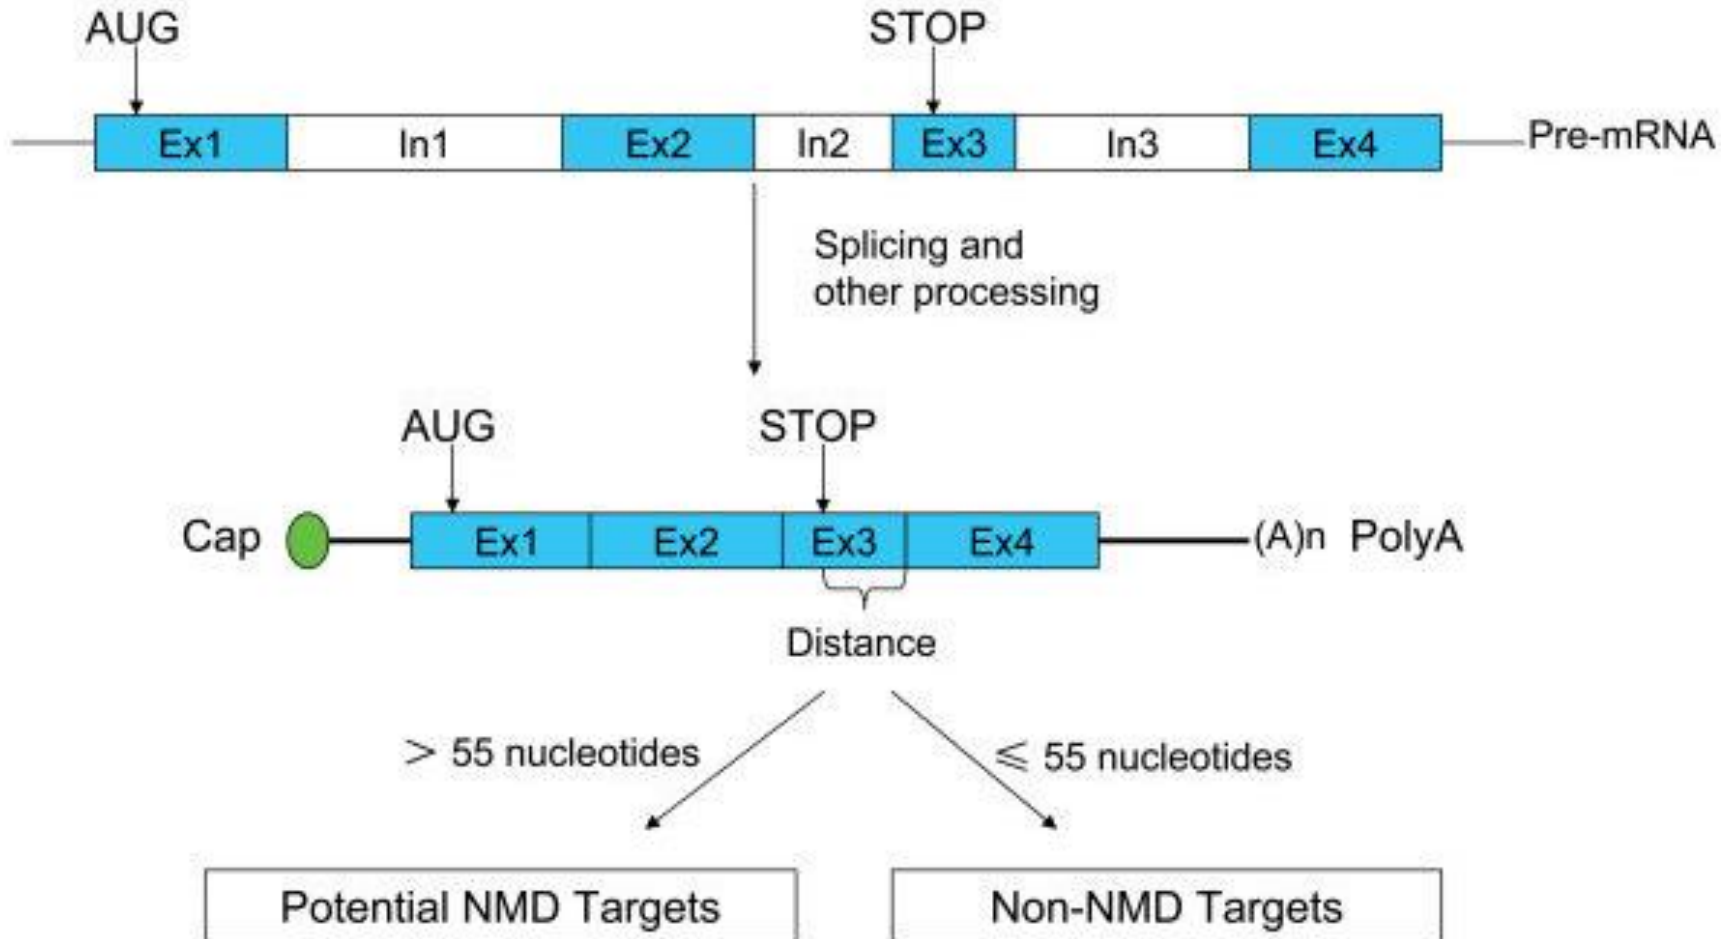 AUG STOP
Ex1 In1 Ex2 In2 Ex3 In3 Ex4 Pre-mRNA
Splicing and
other processing
AUG STOP
Cap Ex1 Ex2 Ex3 Ex4 (A)n PolyA
Distance
> 55 nucleotides ⩽ 55 nucleotides
Potential NMD Targets Non-NMD Targets